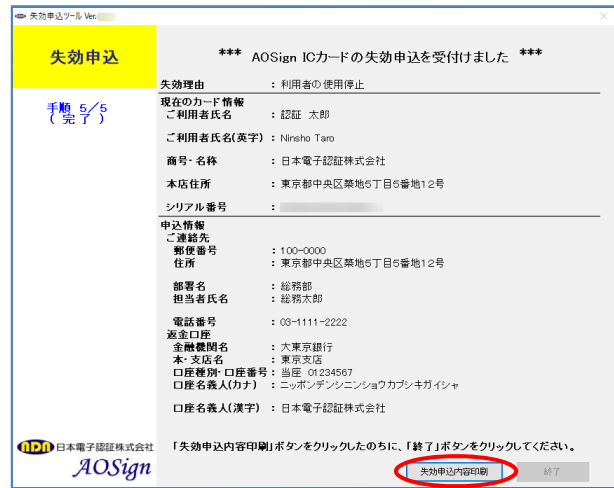 失効申込ツール Ver.
失効申込
手順 5／5
( 完 了 )
*** AOSign ICカードの失効申込を受付けました ***
失効理由 : 利用者の使用停止
現在のカード情報
ご利用者氏名 : 認証 太郎
ご利用者氏名(英字) : Ninsho Taro
商号・名称 : 日本電子認証株式会社
本店住所 : 東京都中央区築地5丁目5番地12号
シリアル番号 :
申込情報
ご連絡先
郵便番号 : 100-0000
住所 : 東京都中央区築地5丁目5番地12号
部署名 : 総務部
担当者氏名 : 総務太郎
電話番号 : 03-1111-2222
返金口座
金融機関名 : 大東銀行
本・支店名 : 東京支店
口座種別・口座番号 : 当座 01234567
口座名義人(カナ) : ニッポンデンシニンショウカブシキガイシャ
口座名義人(漢字) : 日本電子認証株式会社
「失効申込内容印刷」ボタンをクリックしたのちに、「終了」ボタンをクリックしてください。
失効申込内容印刷 終了
NDN 日本電子認証株式会社
AOSign